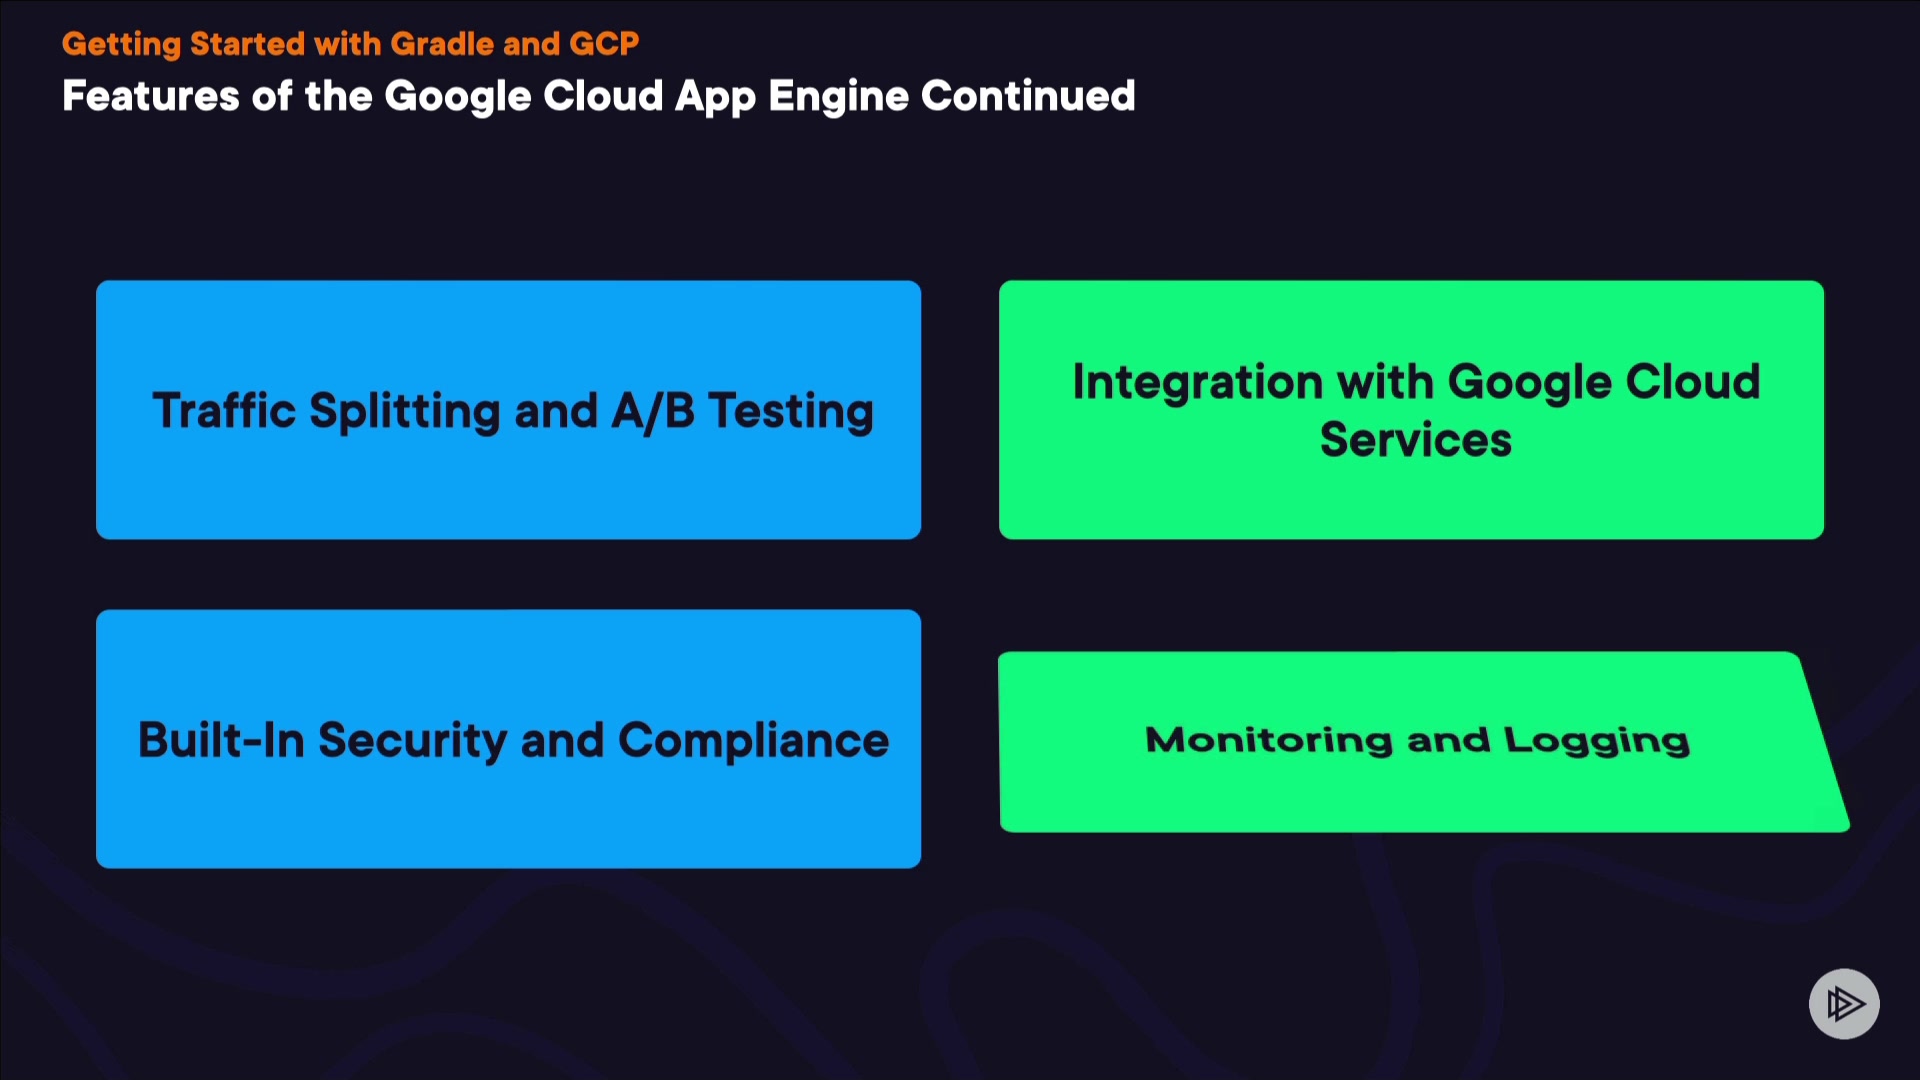 Getting Started with Gradle and GCP
Features of the Google Cloud App Engine Continued
Traffic Splitting and A/B Testing
Integration with Google Cloud
Services
Built-In Security and Compliance
Monitoring and Logging